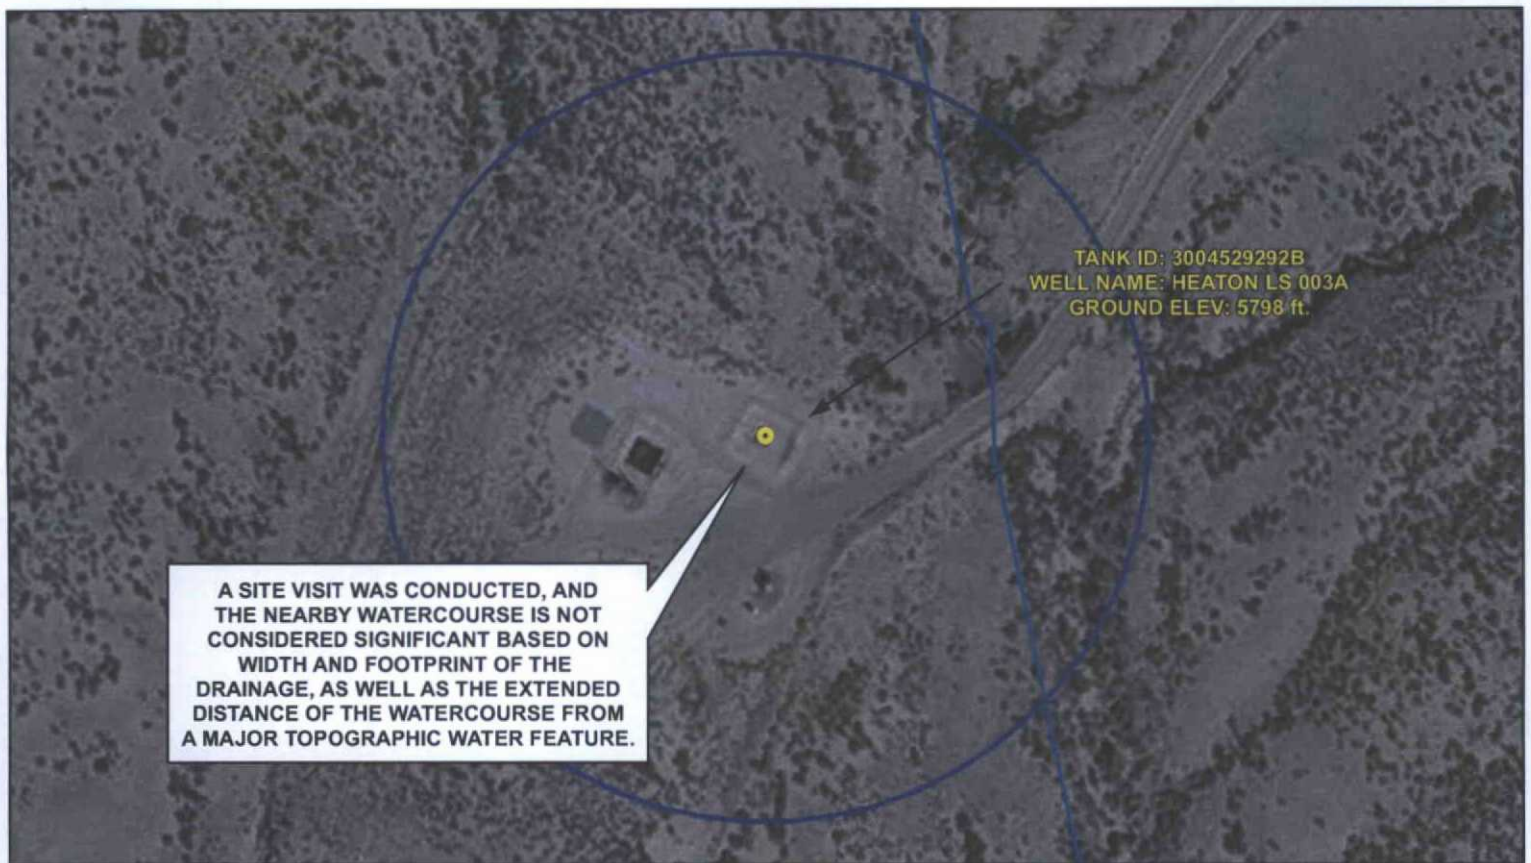 TANK ID: 3004529292B
WELL NAME: HEATON LS 003A
GROUND ELEV: 5798 ft.
A SITE VISIT WAS CONDUCTED, AND
THE NEARBY WATERCOURSE IS NOT
CONSIDERED SIGNIFICANT BASED ON
WIDTH AND FOOTPRINT OF THE
DRAINAGE, AS WELL AS THE EXTENDED
DISTANCE OF THE WATERCOURSE FROM
A MAJOR TOPOGRAPHIC WATER FEATURE.